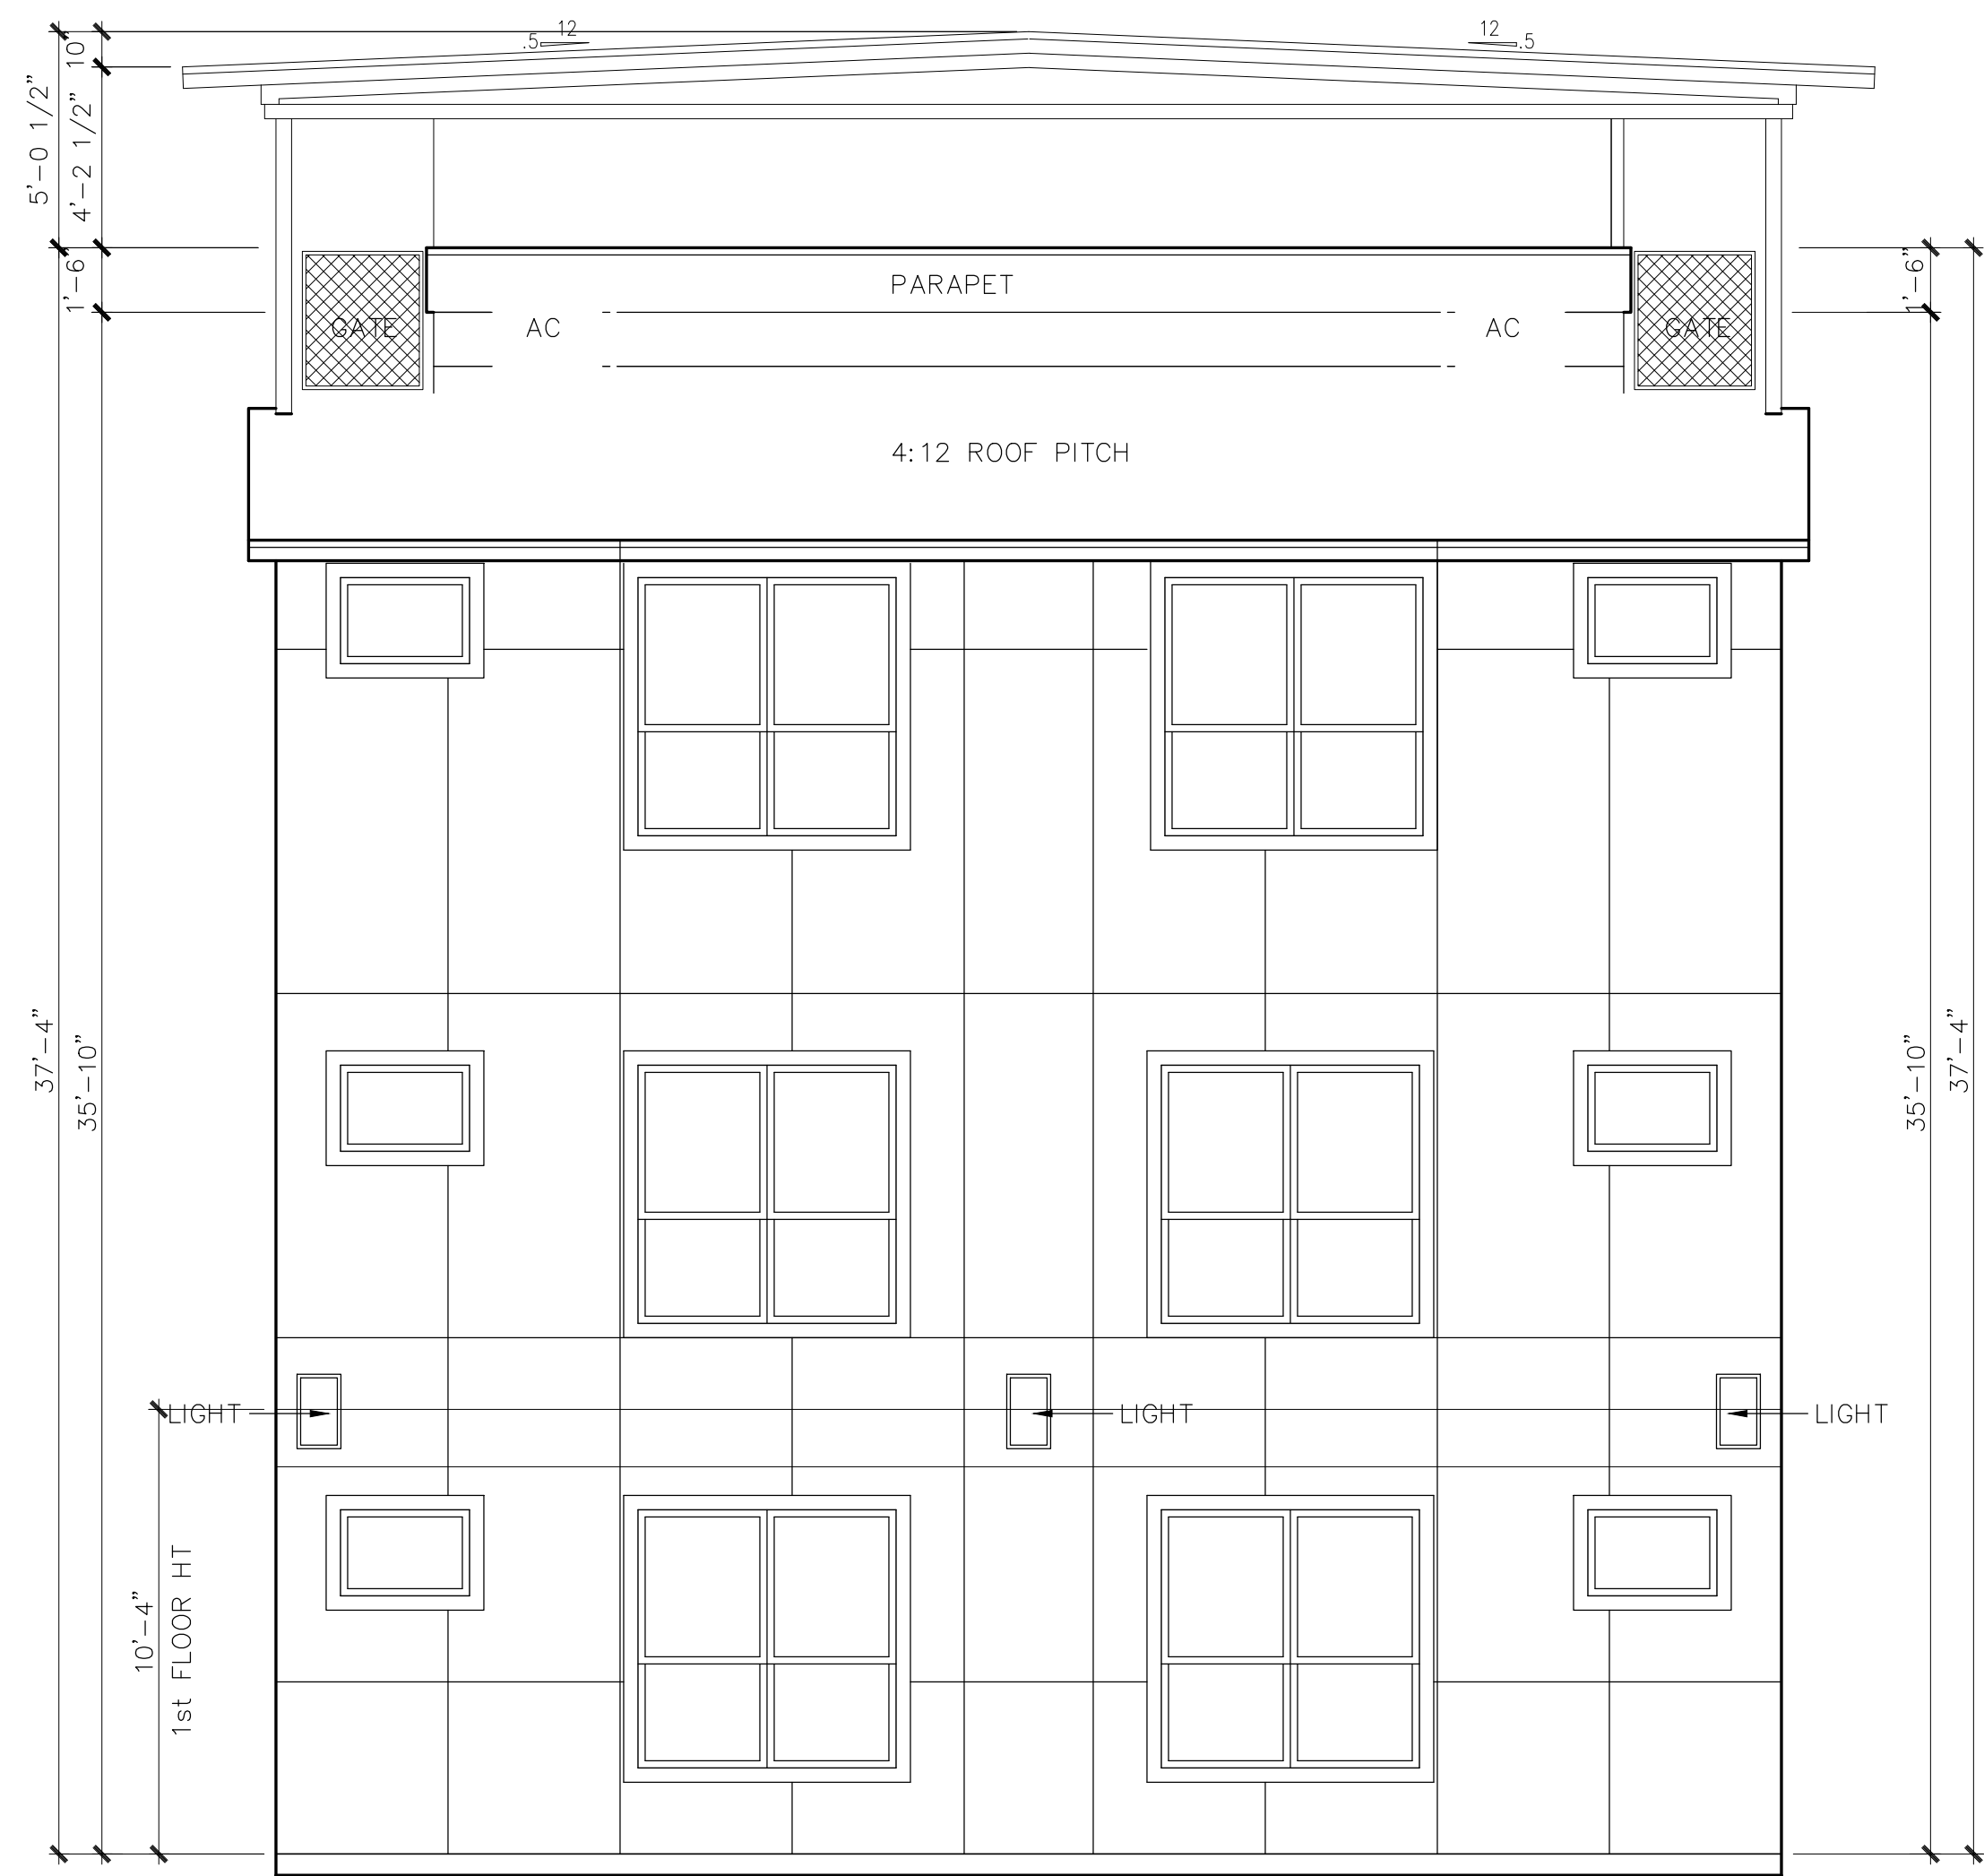 12
.5
12
.5
10"
5'-0 1/2"
4'-2 1/2"
1'-6"
1'-6"
PARAPET
GATE
AC
AC
GATE
4:12 ROOF PITCH
37'-4"
35'-10"
35'-10"
37'-4"
LIGHT
LIGHT
LIGHT
10'-4"
1st FLOOR HT